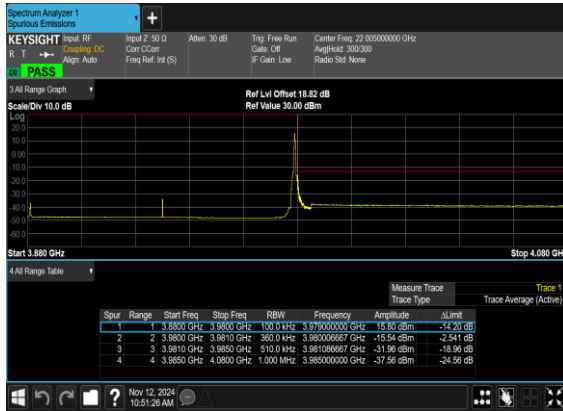 Spectrum Analyzer 1
Spurious Emissions
KEYSIGHT Input: RF Input Z: 50 Ω Atten: 30 dB Trig: Free Run Center Freq: 22.005000000 GHz
R T Coupling: DC Corr CCorr Gate: Off Avg|Hold: 300/300
Align: Auto Freq Ref: Int (S) IF Gain: Low Radio Std: None
PASS
3 All Range Graph
Ref Lvl Offset 18.82 dB
Scale/Div 10.0 dB Ref Value 30.00 dBm
Log
20.0
10.0
0.00
-10.0
-20.0
-30.0
-40.0
-50.0
-60.0
Start 3.880 GHz Stop 4.080 GH
4 All Range Table
Measure Trace Trace 1
Trace Type Trace Average (Active)
Spur Range Start Freq Stop Freq RBW Frequency Amplitude ΔLimit
1 1 3.8800 GHz 3.9800 GHz 100.0 kHz 3.979000000 GHz 15.80 dBm -14.20 dB
2 2 3.9800 GHz 3.9810 GHz 360.0 kHz 3.980006667 GHz -15.54 dBm -2.541 dB
3 3 3.9810 GHz 3.9850 GHz 510.0 kHz 3.981086667 GHz -31.96 dBm -18.96 dB
4 4 3.9850 GHz 4.0800 GHz 1.000 MHz 3.985000000 GHz -37.56 dBm -24.56 dB
? Nov 12, 2024
10:51:26 AM